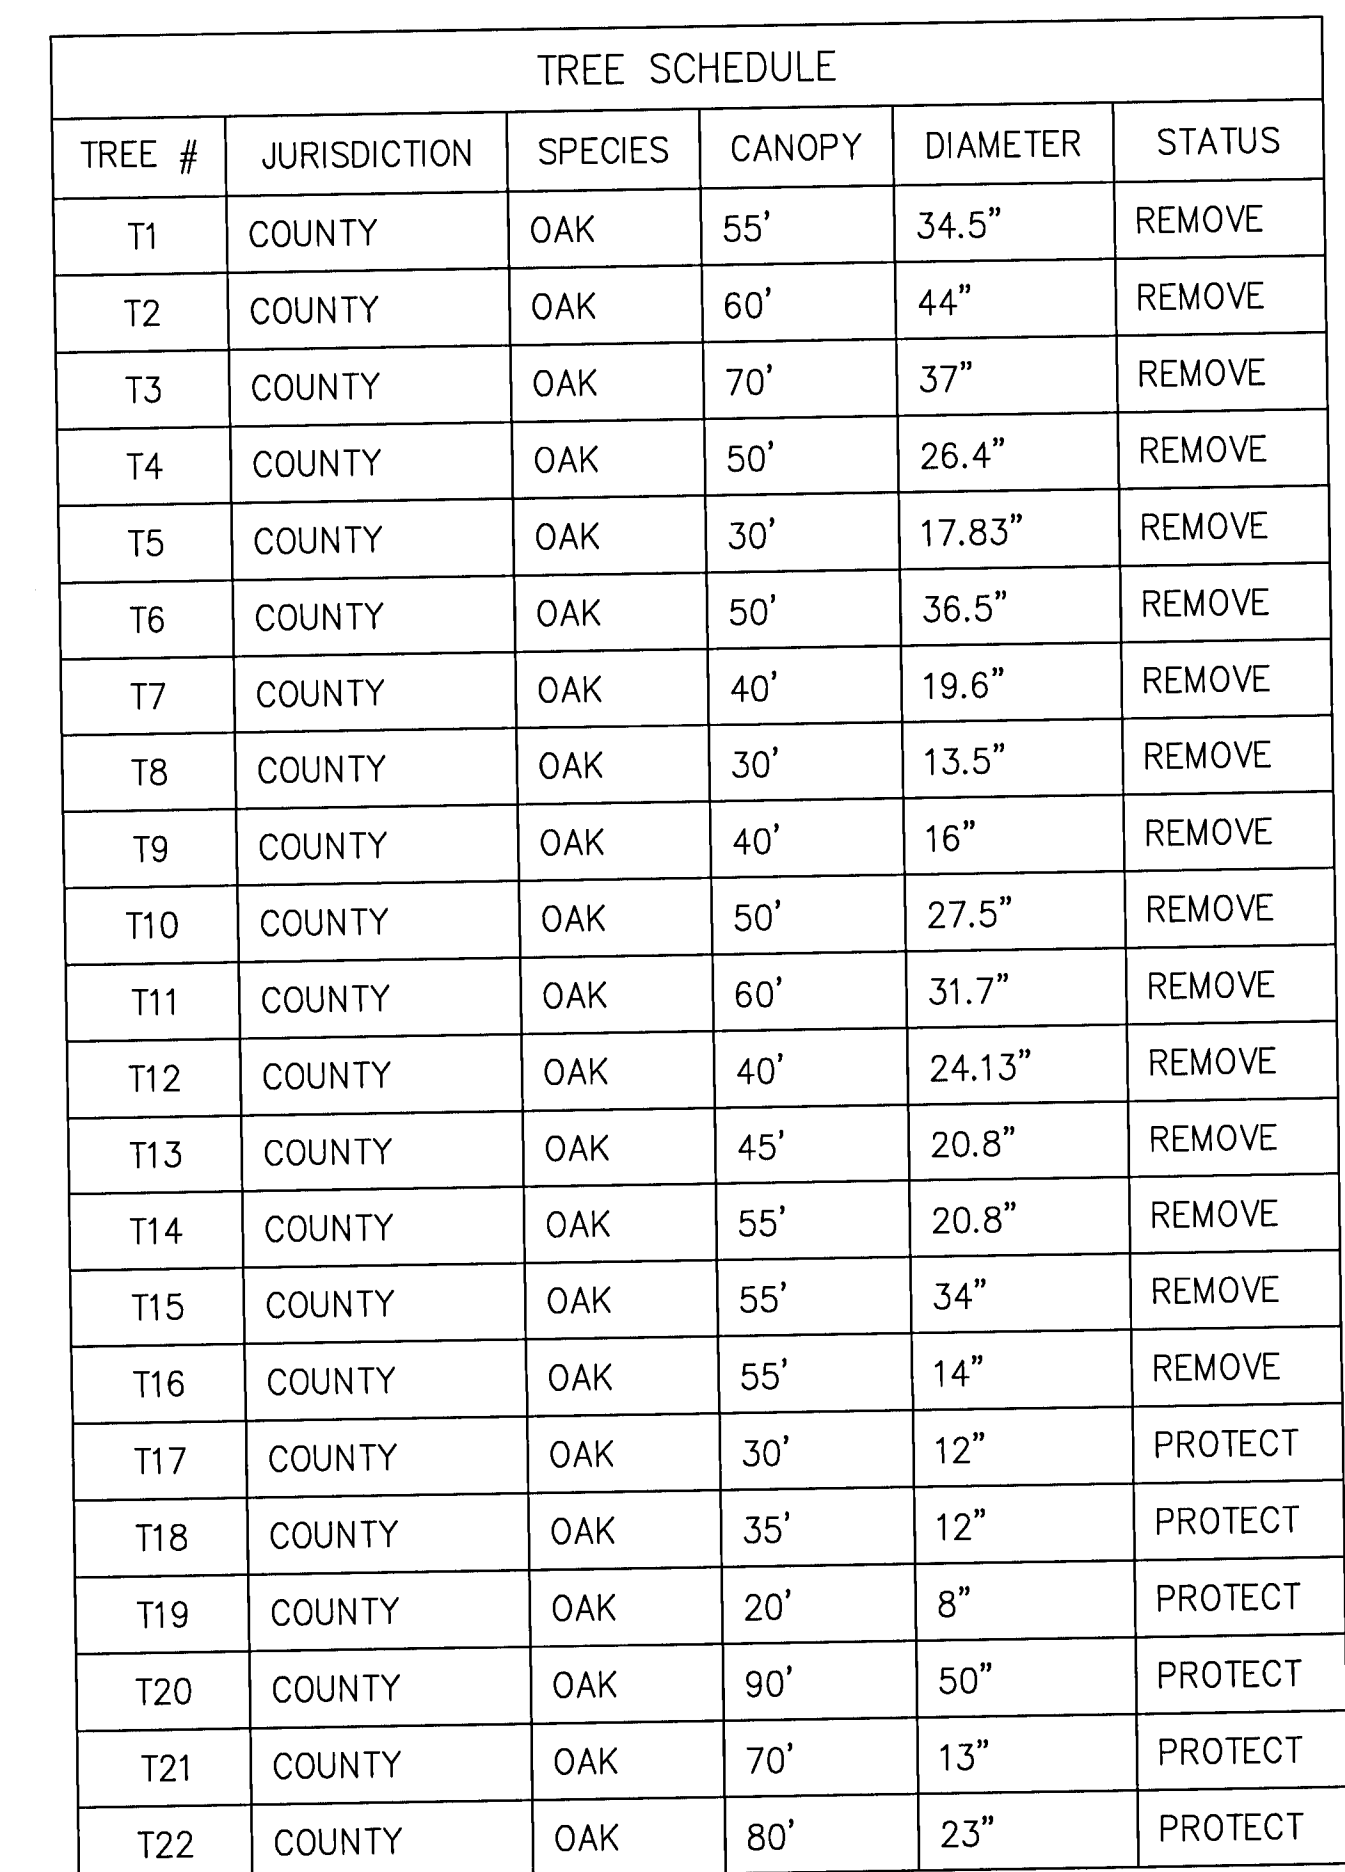 TREE SCHEDULE
TREE # JURISDICTION SPECIES CANOPY DIAMETER STATUS
T1 COUNTY OAK 55' 34.5" REMOVE
T2 COUNTY OAK 60' 44" REMOVE
T3 COUNTY OAK 70' 37" REMOVE
T4 COUNTY OAK 50' 26.4" REMOVE
T5 COUNTY OAK 30' 17.83" REMOVE
T6 COUNTY OAK 50' 36.5" REMOVE
T7 COUNTY OAK 40' 19.6" REMOVE
T8 COUNTY OAK 30' 13.5" REMOVE
T9 COUNTY OAK 40' 16" REMOVE
T10 COUNTY OAK 50' 27.5" REMOVE
T11 COUNTY OAK 60' 31.7" REMOVE
T12 COUNTY OAK 40' 24.13" REMOVE
T13 COUNTY OAK 45' 20.8" REMOVE
T14 COUNTY OAK 55' 20.8" REMOVE
T15 COUNTY OAK 55' 34" REMOVE
T16 COUNTY OAK 55' 14" REMOVE
T17 COUNTY OAK 30' 12" PROTECT
T18 COUNTY OAK 35' 12" PROTECT
T19 COUNTY OAK 20' 8" PROTECT
T20 COUNTY OAK 90' 50" PROTECT
T21 COUNTY OAK 70' 13" PROTECT
T22 COUNTY OAK 80' 23" PROTECT